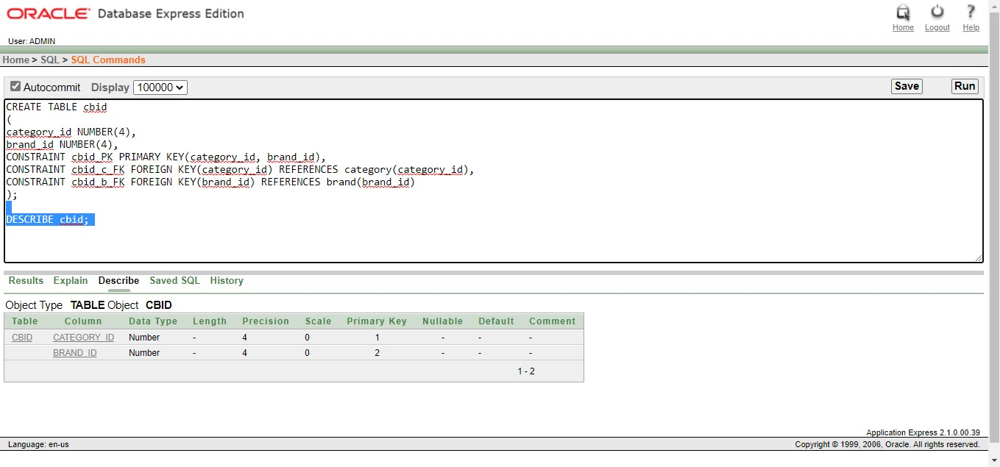 ORACLE® Database Express Edition
Home Logout Help
User: ADMIN
Home > SQL > SQL Commands
Autocommit Display 100000 Save Run
CREATE TABLE cbid
(
category_id NUMBER(4),
brand_id NUMBER(4),
CONSTRAINT cbid_PK PRIMARY KEY(category_id, brand_id),
CONSTRAINT cbid_c_FK FOREIGN KEY(category_id) REFERENCES category(category_id),
CONSTRAINT cbid_b_FK FOREIGN KEY(brand_id) REFERENCES brand(brand_id)
);
DESCRIBE cbid;
Results Explain Describe Saved SQL History
Object Type TABLE Object CBID
Table Column Data Type Length Precision Scale Primary Key Nullable Default Comment
CBID CATEGORY_ID Number - 4 0 1 - - -
BRAND_ID Number - 4 0 2 - - -
1 - 2
Application Express 2.1.0.00.39
Language: en-us Copyright © 1999, 2006, Oracle. All rights reserved.